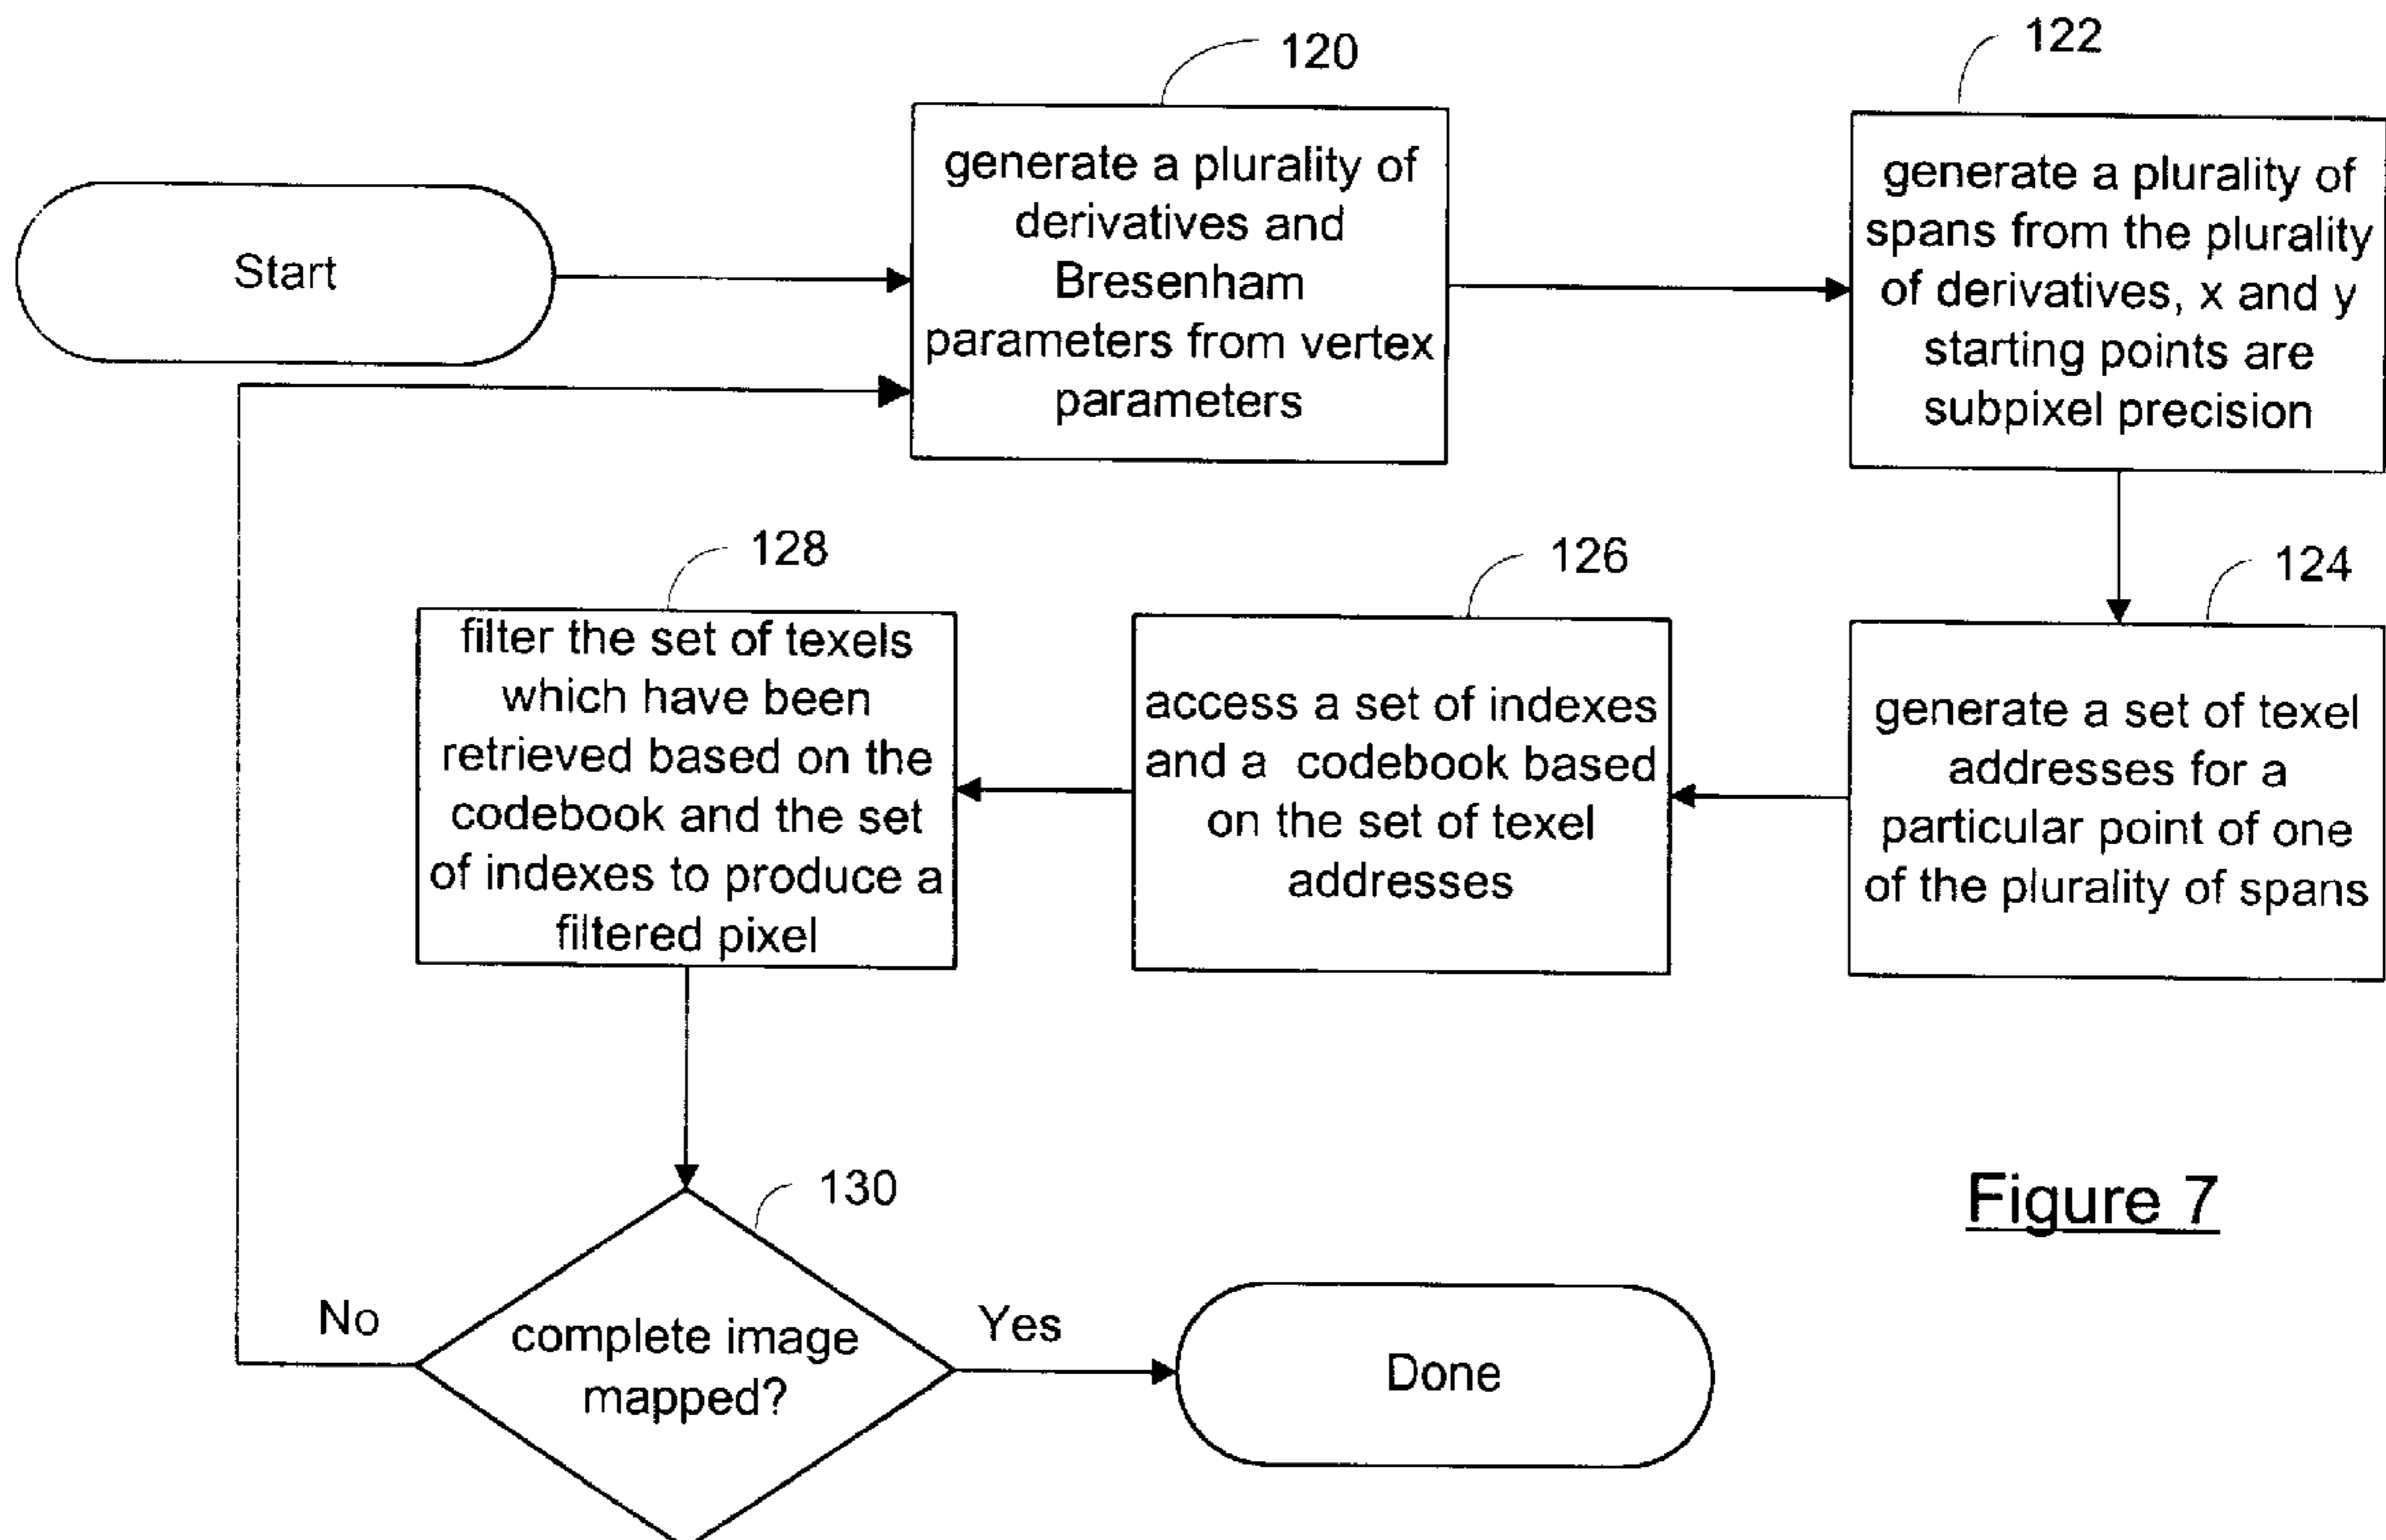 120
122
Start
generate a plurality of
derivatives and
Bresenham
parameters from vertex
parameters
generate a plurality of
spans from the plurality
of derivatives, x and y
starting points are
subpixel precision
128
126
124
filter the set of texels
which have been
retrieved based on the
codebook and the set
of indexes to produce a
filtered pixel
access a set of indexes
and a codebook based
on the set of texel
addresses
generate a set of texel
addresses for a
particular point of one
of the plurality of spans
130
No
complete image
mapped?
Yes
Done
Figure 7